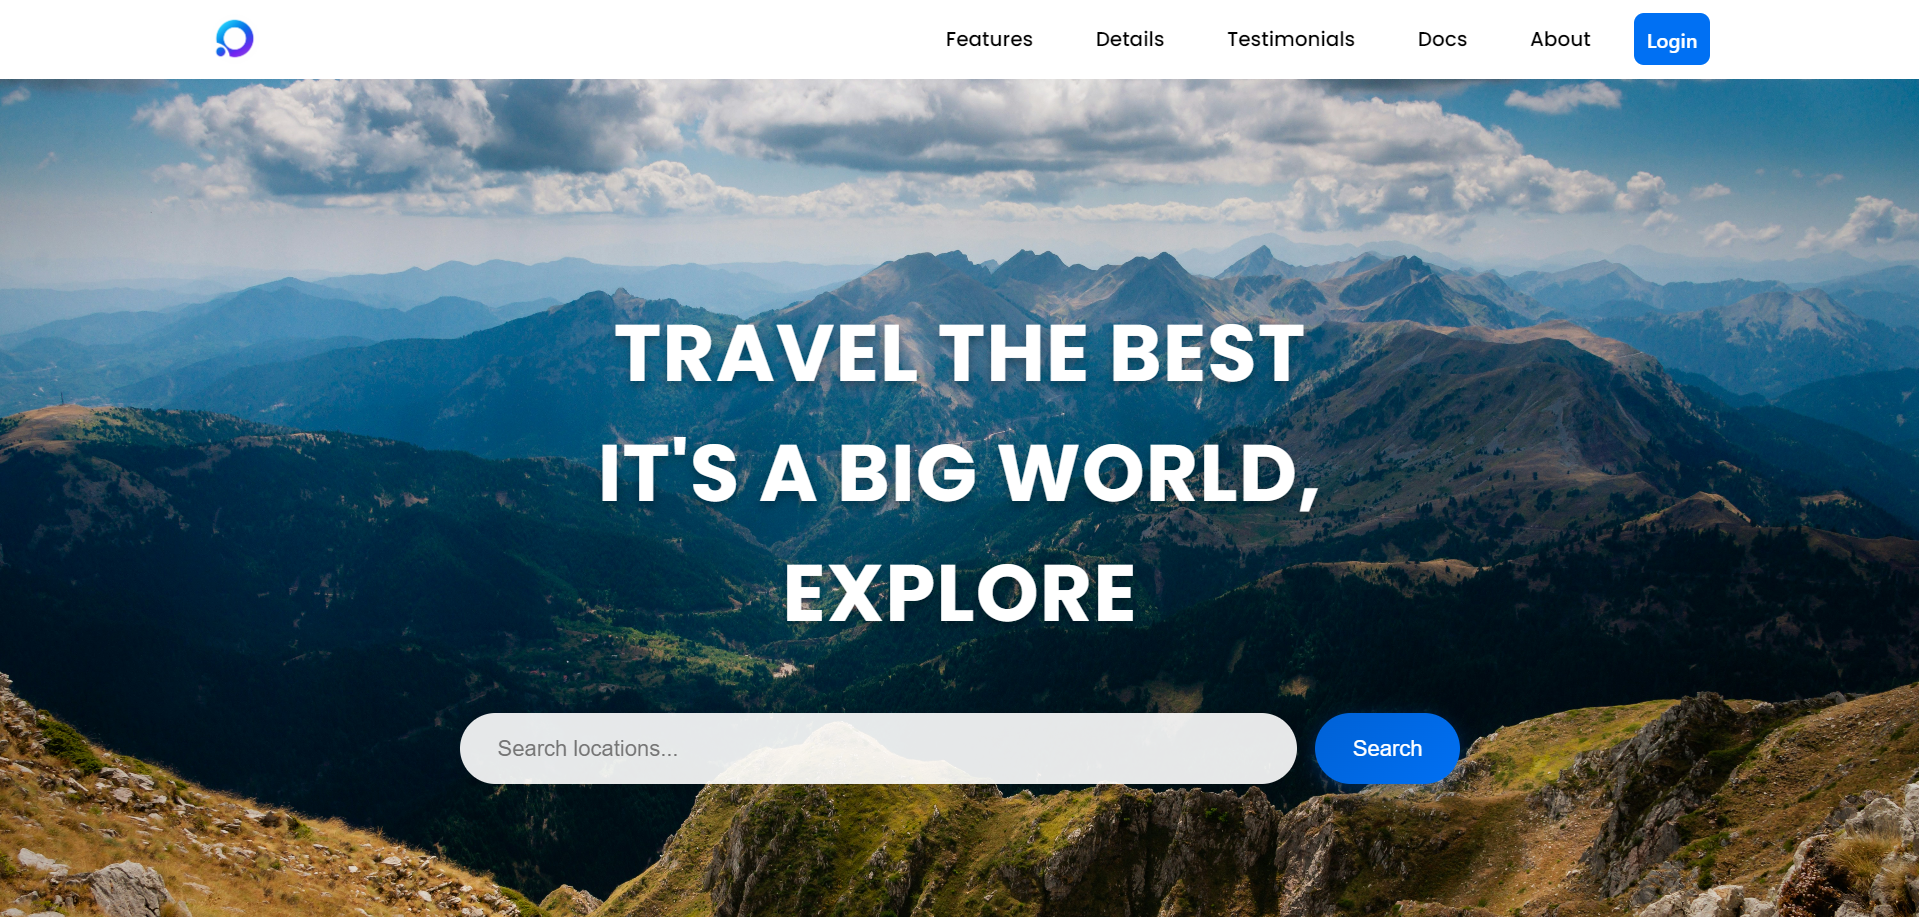 Features Details Testimonials Docs About Login
TRAVEL THE BEST
IT'S A BIG WORLD,
EXPLORE
Search locations... Search